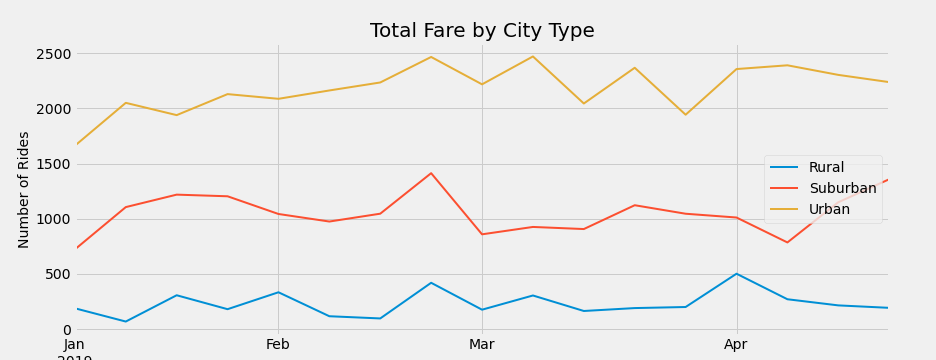 Total Fare by City Type
2500
2000
1500
1000
500
0
Number of Rides
Rural
Suburban
Urban
Jan Feb Mar Apr
2019